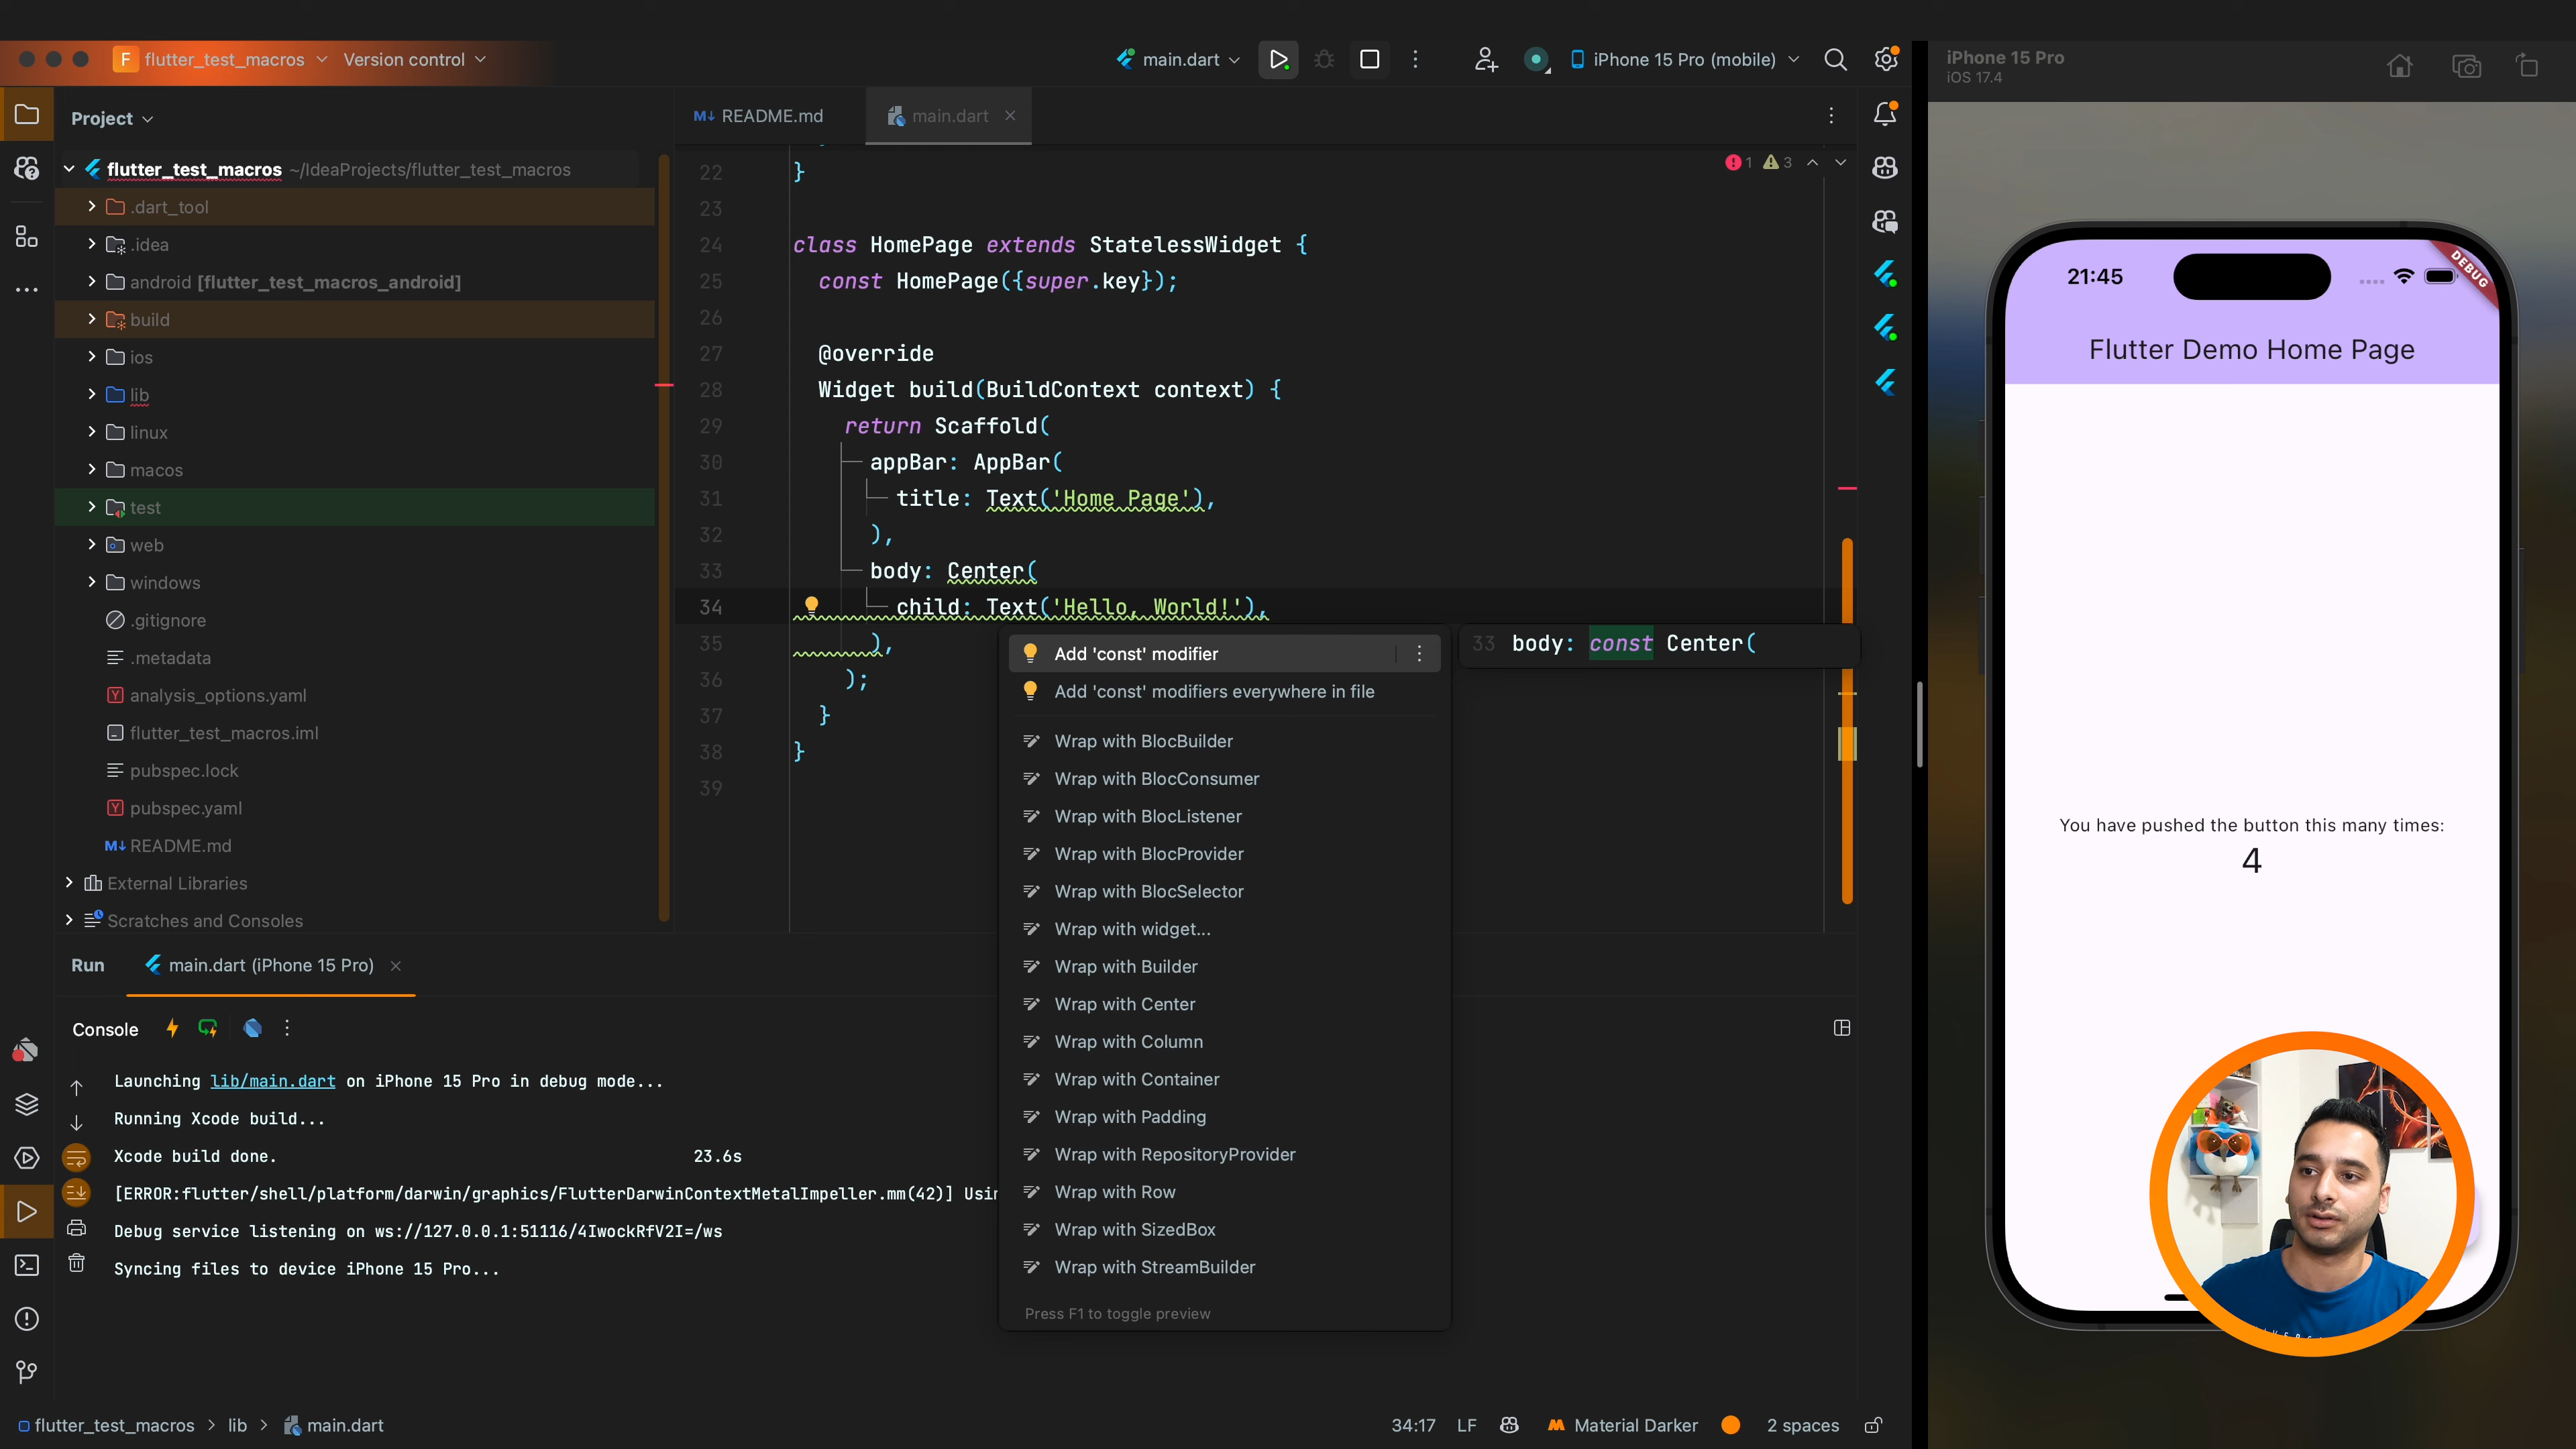 F flutter_test_macros
Version control
main.dart
iPhone 15 Pro (mobile)
iPhone 15 Pro
iOS 17.4
Project
flutter_test_macros ~/IdeaProjects/flutter_test_macros
.dart_tool
.idea
android [flutter_test_macros_android]
build
ios
lib
linux
macos
test
web
windows
.gitignore
.metadata
analysis_options.yaml
flutter_test_macros.iml
pubspec.lock
pubspec.yaml
M↓ README.md
External Libraries
Scratches and Consoles
M↓ README.md
main.dart
1 3
22 }
23
24 class HomePage extends StatelessWidget {
25 const HomePage({super.key});
26
27 @override
28 Widget build(BuildContext context) {
29 return Scaffold(
30 appBar: AppBar(
31 title: Text('Home Page'),
32 ),
33 body: Center(
34 child: Text('Hello, World!'),
35 ),
36 );
37 }
38 }
39
Add 'const' modifier
Add 'const' modifiers everywhere in file
Wrap with BlocBuilder
Wrap with BlocConsumer
Wrap with BlocListener
Wrap with BlocProvider
Wrap with BlocSelector
Wrap with widget...
Wrap with Builder
Wrap with Center
Wrap with Column
Wrap with Container
Wrap with Padding
Wrap with RepositoryProvider
Wrap with Row
Wrap with SizedBox
Wrap with StreamBuilder
Press F1 to toggle preview
33 body: const Center(
Run
main.dart (iPhone 15 Pro)
Console
Launching lib/main.dart on iPhone 15 Pro in debug mode...
Running Xcode build...
Xcode build done. 23.6s
[ERROR:flutter/shell/platform/darwin/graphics/FlutterDarwinContextMetalImpeller.mm(42)] Usin
Debug service listening on ws://127.0.0.1:51116/4IwockRfV2I=/ws
Syncing files to device iPhone 15 Pro...
flutter_test_macros > lib > main.dart
34:17 LF Material Darker 2 spaces
21:45
DEBUG
Flutter Demo Home Page
You have pushed the button this many times:
4